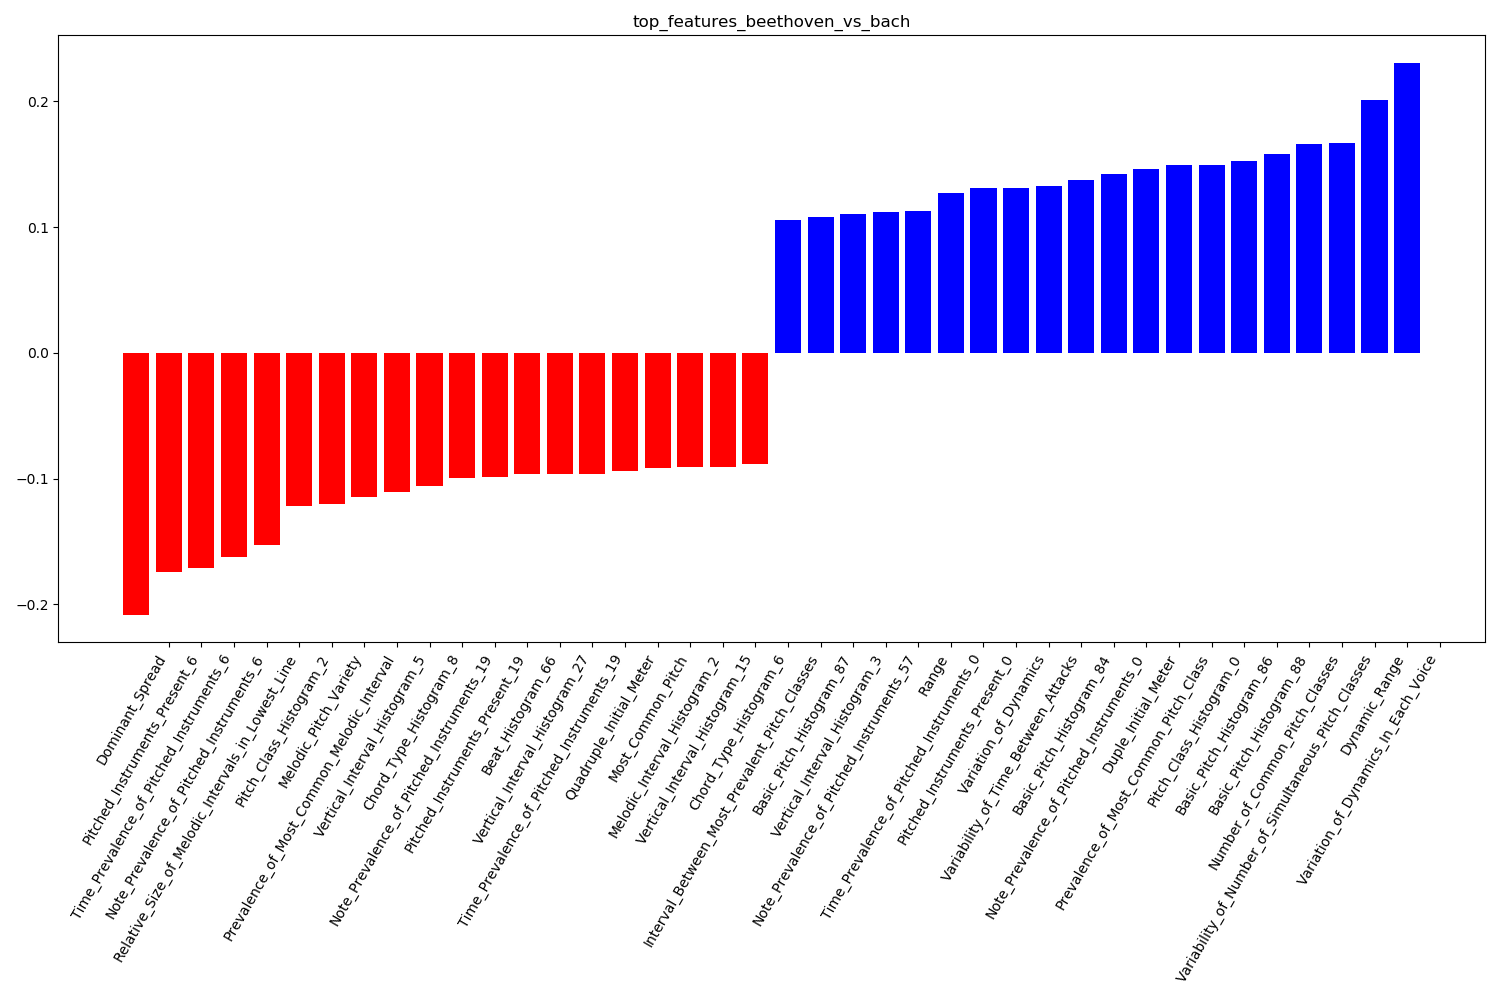 top_features_beethoven_vs_bach
0.2
0.1
0.0
−0.1
−0.2
Dominant_Spread
Pitched_Instruments_Present_6
Time_Prevalence_of_Pitched_Instruments_6
Note_Prevalence_of_Pitched_Instruments_6
Relative_Size_of_Melodic_Intervals_in_Lowest_Line
Pitch_Class_Histogram_2
Melodic_Pitch_Variety
Prevalence_of_Most_Common_Melodic_Interval
Vertical_Interval_Histogram_5
Chord_Type_Histogram_8
Note_Prevalence_of_Pitched_Instruments_19
Pitched_Instruments_Present_19
Beat_Histogram_66
Vertical_Interval_Histogram_27
Time_Prevalence_of_Pitched_Instruments_19
Quadruple_Initial_Meter
Most_Common_Pitch
Melodic_Interval_Histogram_2
Vertical_Interval_Histogram_15
Chord_Type_Histogram_6
Interval_Between_Most_Prevalent_Pitch_Classes
Basic_Pitch_Histogram_87
Vertical_Interval_Histogram_3
Note_Prevalence_of_Pitched_Instruments_57
Range
Time_Prevalence_of_Pitched_Instruments_0
Pitched_Instruments_Present_0
Variation_of_Dynamics
Variability_of_Time_Between_Attacks
Basic_Pitch_Histogram_84
Note_Prevalence_of_Pitched_Instruments_0
Duple_Initial_Meter
Prevalence_of_Most_Common_Pitch_Class
Pitch_Class_Histogram_0
Basic_Pitch_Histogram_86
Basic_Pitch_Histogram_88
Number_of_Common_Pitch_Classes
Variability_of_Number_of_Simultaneous_Pitch_Classes
Dynamic_Range
Variation_of_Dynamics_In_Each_Voice